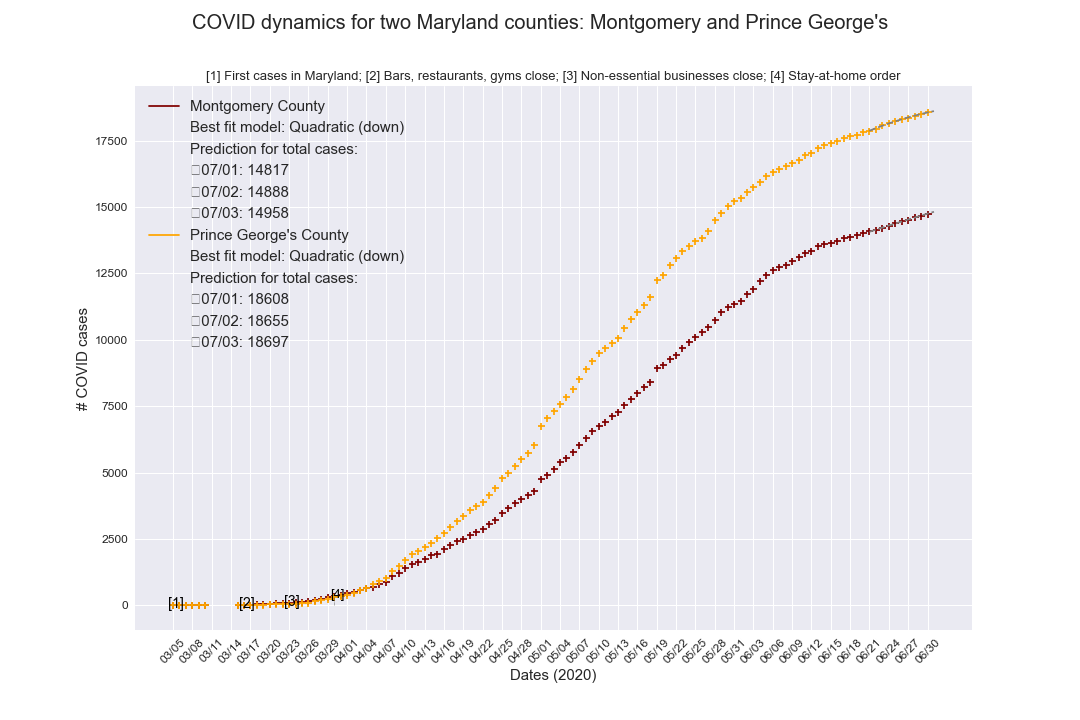 COVID dynamics for two Maryland counties: Montgomery and Prince George's
[1] First cases in Maryland; [2] Bars, restaurants, gyms close; [3] Non-essential businesses close; [4] Stay-at-home order
Montgomery County
Best fit model: Quadratic (down)
Prediction for total cases:
07/01: 14817
07/02: 14888
07/03: 14958
Prince George's County
Best fit model: Quadratic (down)
Prediction for total cases:
07/01: 18608
07/02: 18655
07/03: 18697
# COVID cases
17500
15000
12500
10000
7500
5000
2500
0
[1] [2] [3] [4]
03/05 03/08 03/11 03/14 03/17 03/20 03/23 03/26 03/29 04/01 04/04 04/07 04/10 04/13 04/16 04/19 04/22 04/25 04/28 05/01 05/04 05/07 05/10 05/13 05/16 05/19 05/22 05/25 05/28 05/31 06/03 06/06 06/09 06/12 06/15 06/18 06/21 06/24 06/27 06/30
Dates (2020)